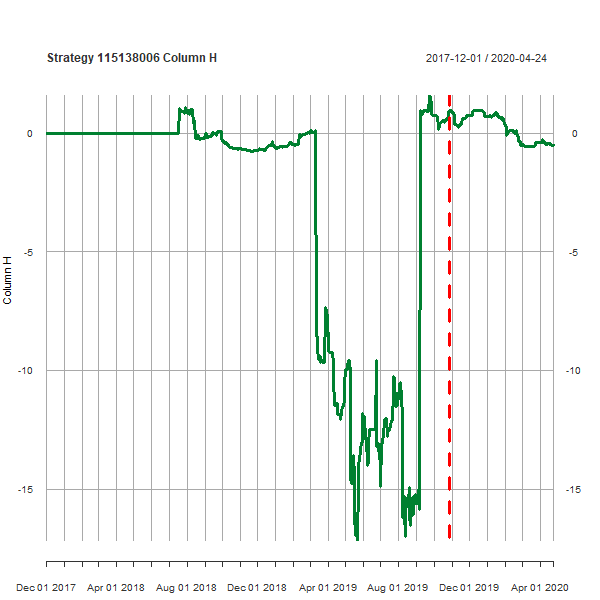 Strategy 115138006 Column H
2017-12-01 / 2020-04-24
Column H
0 0
-5 -5
-10 -10
-15 -15
Dec 01 2017 Apr 01 2018 Aug 01 2018 Dec 01 2018 Apr 01 2019 Aug 01 2019 Dec 01 2019 Apr 01 2020